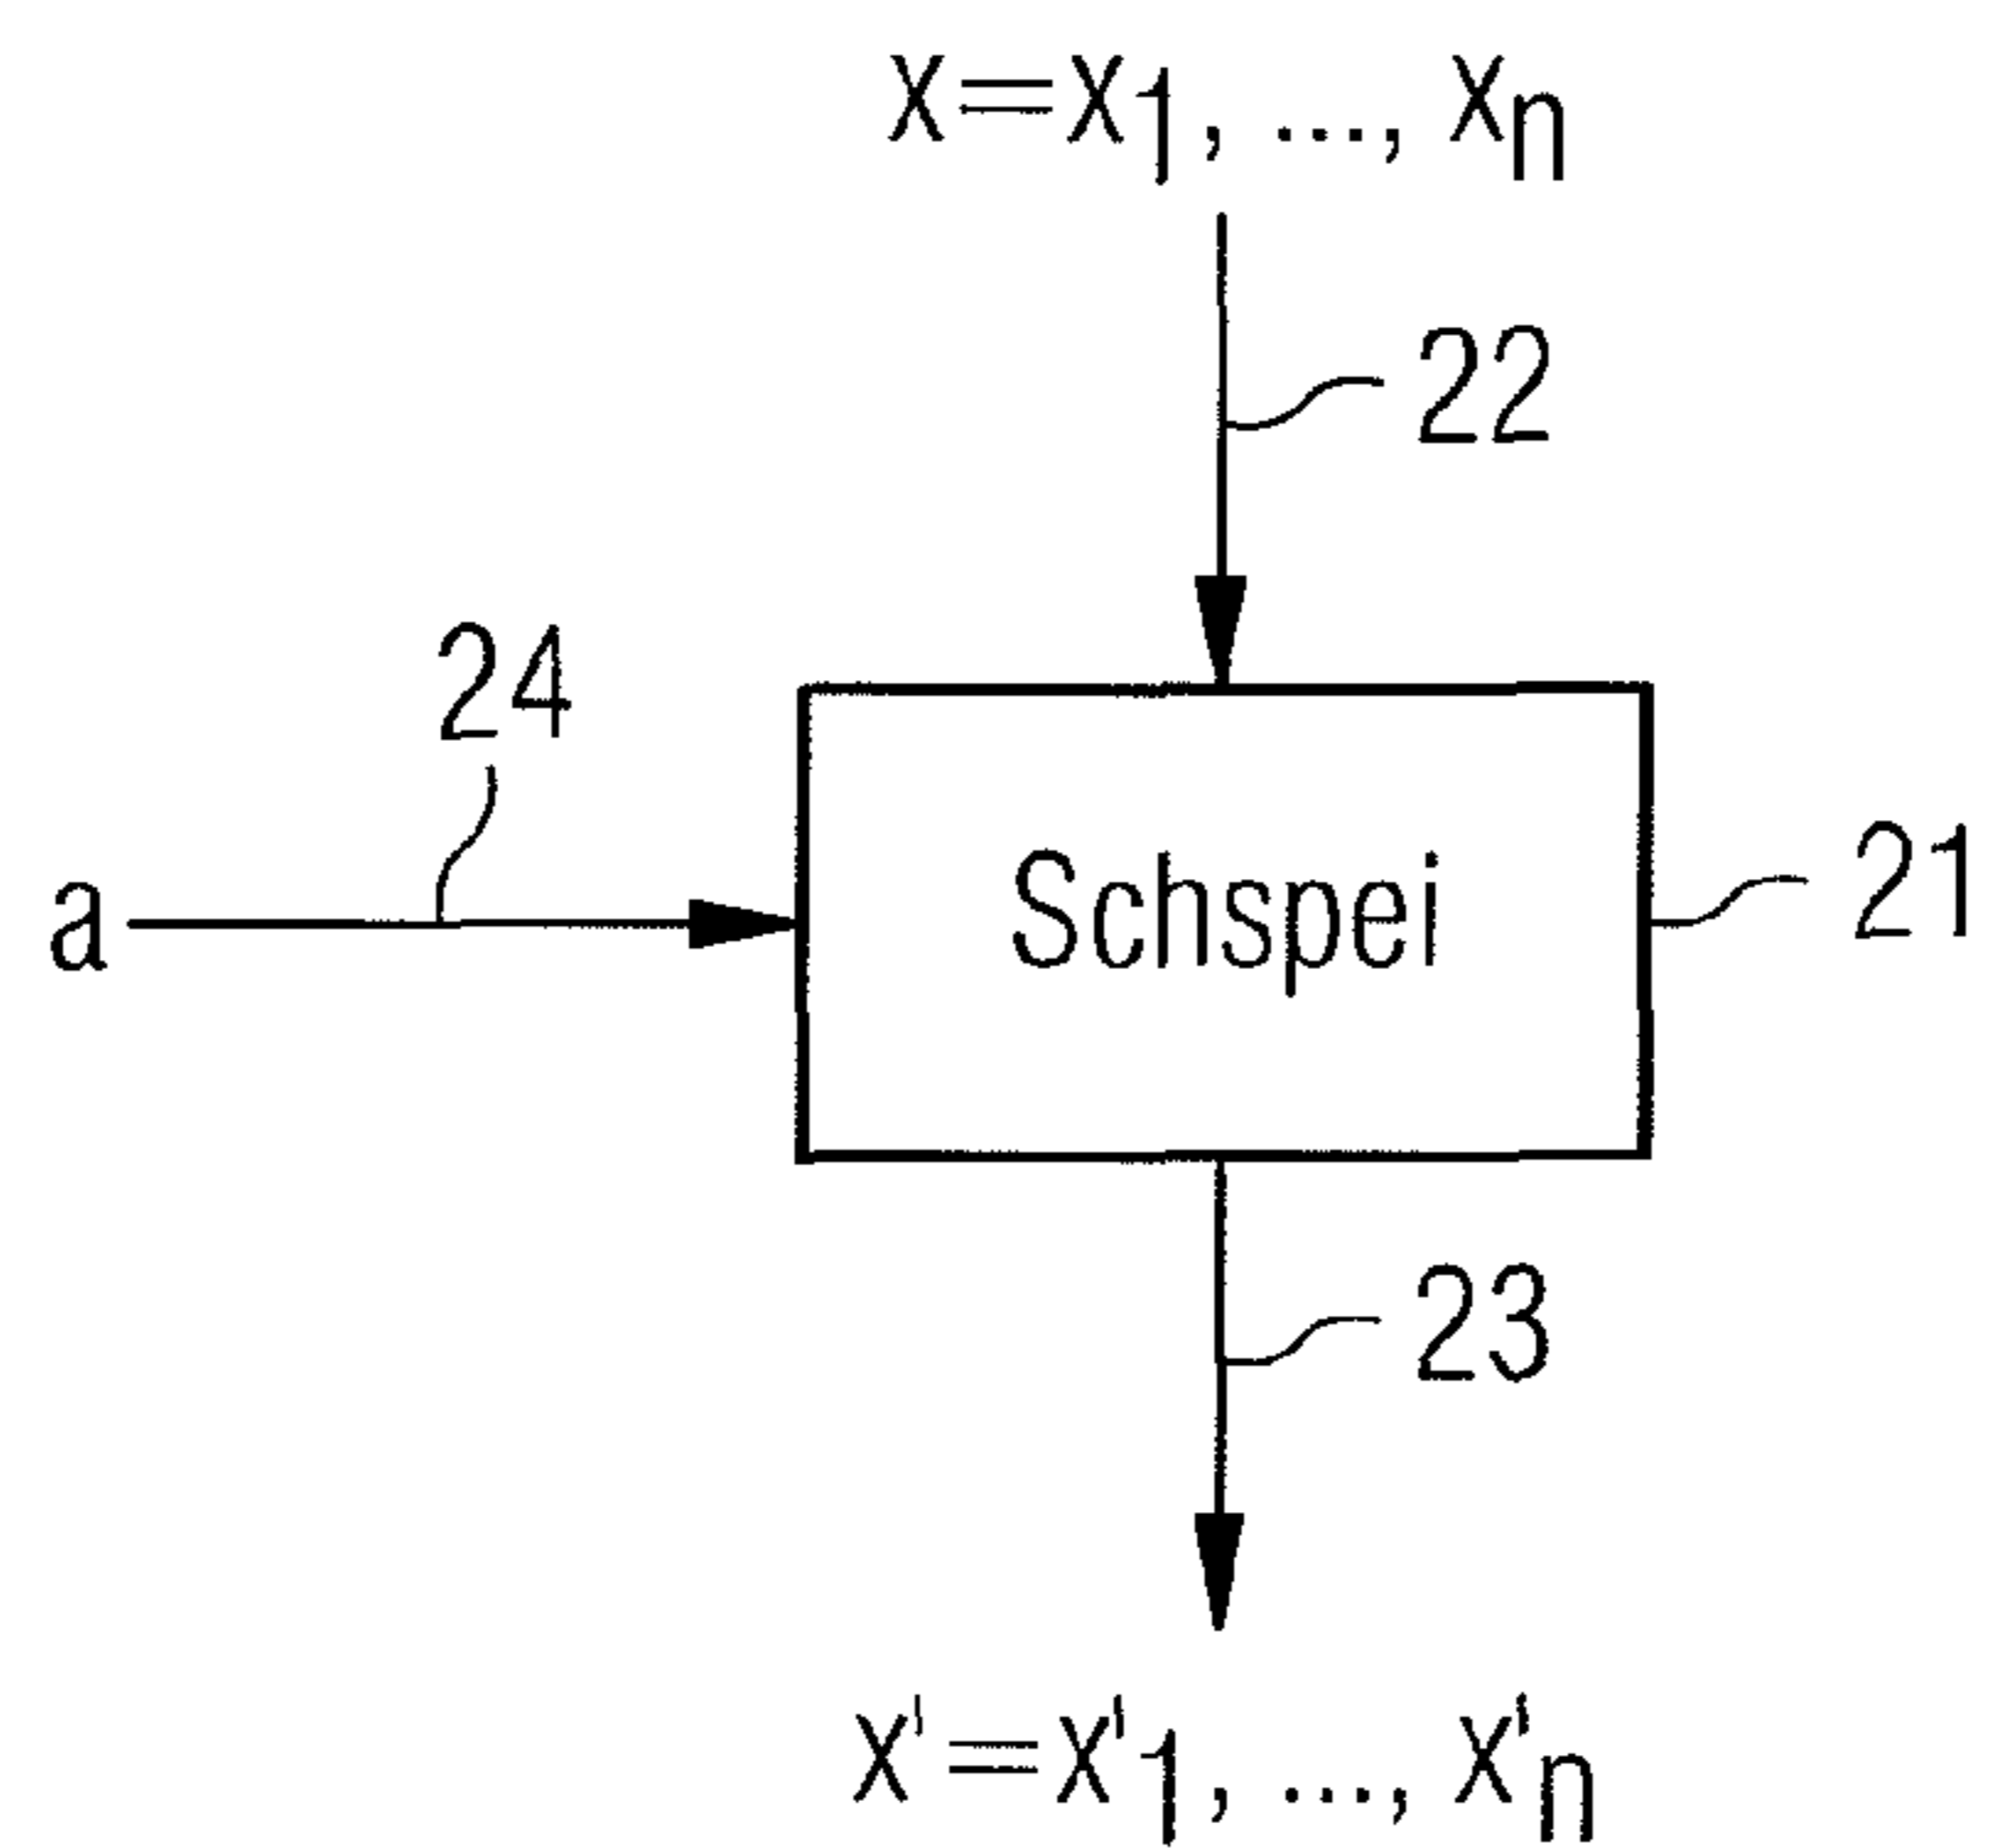 x=x₁, ..., xₙ
22
24
a
Schspei
21
23
x'=x'₁, ..., x'ₙ